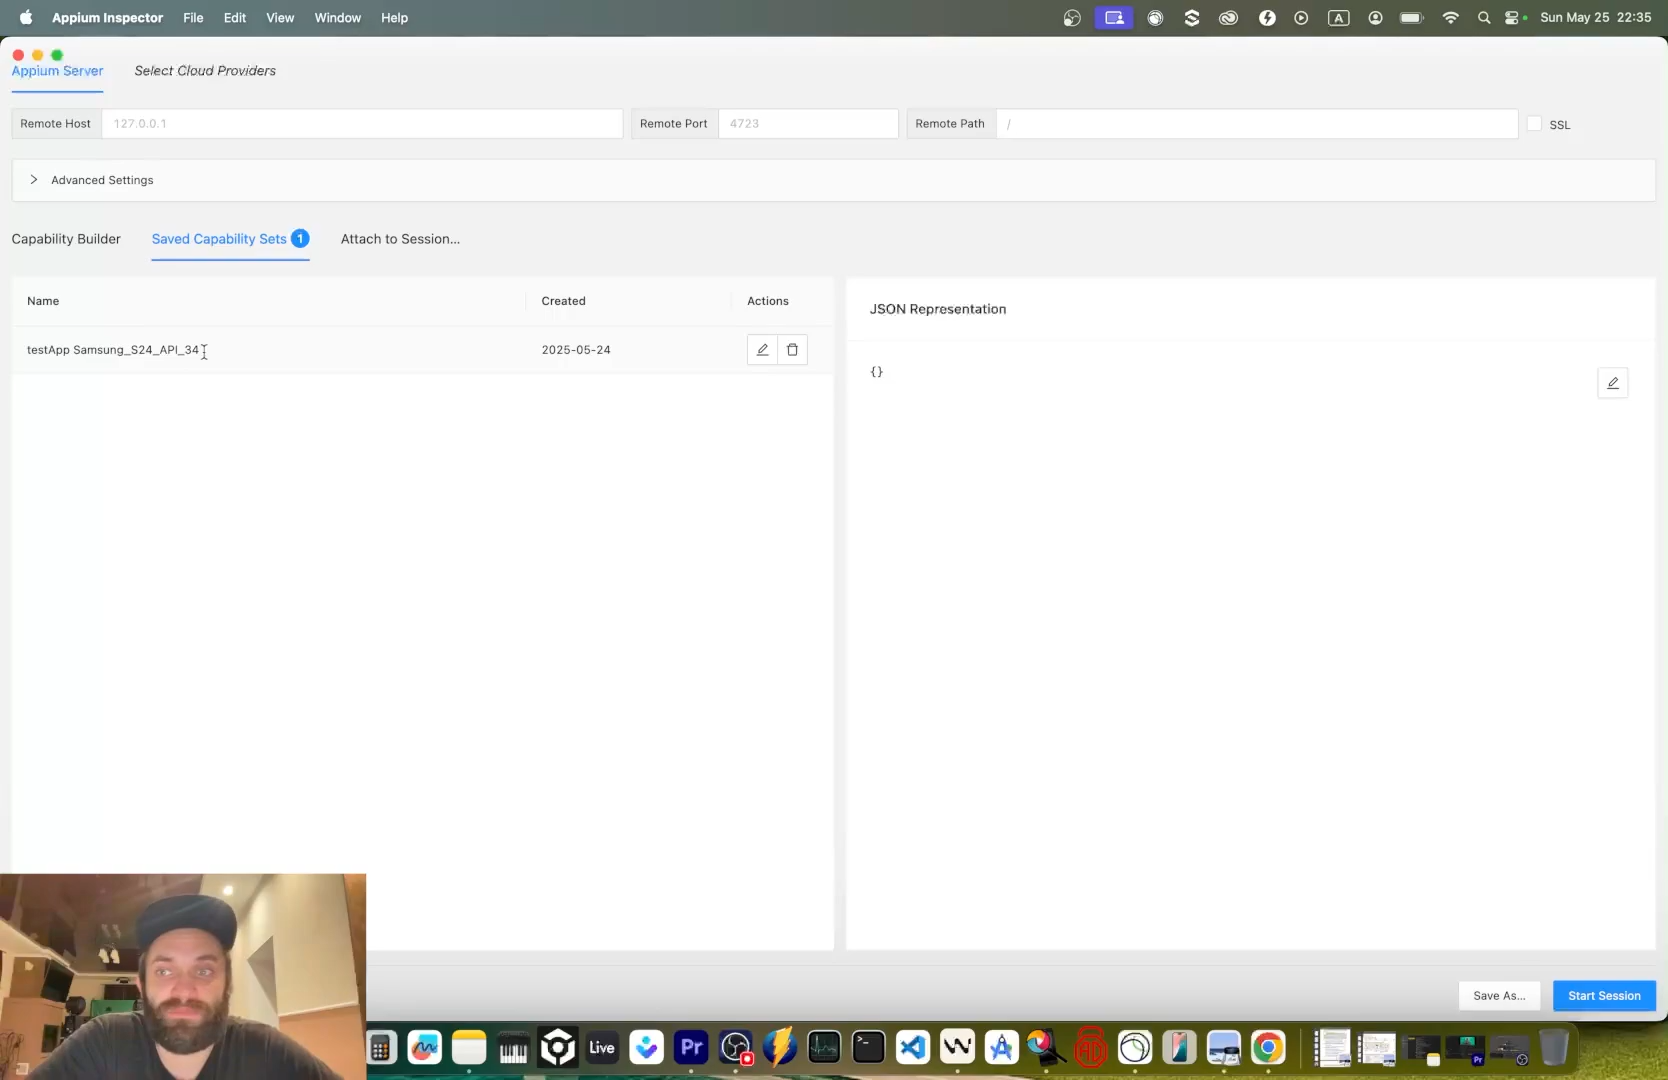 Appium Inspector File Edit View Window Help
A Sun May 25 22:35
Appium Server Select Cloud Providers
Remote Host 127.0.0.1 Remote Port 4723 Remote Path / SSL
Advanced Settings
Capability Builder Saved Capability Sets 1 Attach to Session...
Name Created Actions
testApp Samsung_S24_API_34 2025-05-24
JSON Representation
{}
Save As... Start Session
Live Pr